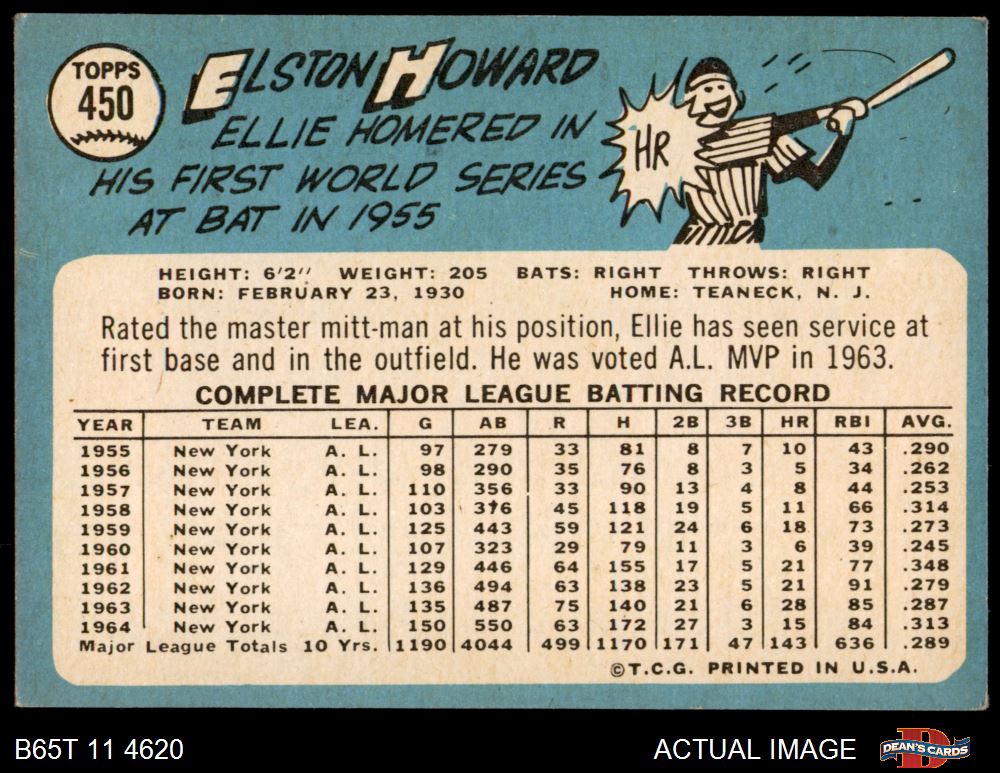 TOPPS
450
ELSTON HOWARD
ELLIE HOMERED IN
HIS FIRST WORLD SERIES
AT BAT IN 1955
HR
HEIGHT: 6'2" WEIGHT: 205 BATS: RIGHT THROWS: RIGHT
BORN: FEBRUARY 23, 1930 HOME: TEANECK, N. J.
Rated the master mitt-man at his position, Ellie has seen service at
first base and in the outfield. He was voted A.L. MVP in 1963.
COMPLETE MAJOR LEAGUE BATTING RECORD
YEAR TEAM LEA. G AB R H 2B 3B HR RBI AVG.
1955 New York A. L. 97 279 33 81 8 7 10 43 .290
1956 New York A. L. 98 290 35 76 8 3 5 34 .262
1957 New York A. L. 110 356 33 90 13 4 8 44 .253
1958 New York A. L. 103 376 45 118 19 5 11 66 .314
1959 New York A. L. 125 443 59 121 24 6 18 73 .273
1960 New York A. L. 107 323 29 79 11 3 6 39 .245
1961 New York A. L. 129 446 64 155 17 5 21 77 .348
1962 New York A. L. 136 494 63 138 23 5 21 91 .279
1963 New York A. L. 135 487 75 140 21 6 28 85 .287
1964 New York A. L. 150 550 63 172 27 3 15 84 .313
Major League Totals 10 Yrs. 1190 4044 499 1170 171 47 143 636 .289
©T.C.G. PRINTED IN U.S.A.
B65T 11 4620 ACTUAL IMAGE DEAN'S CARDS